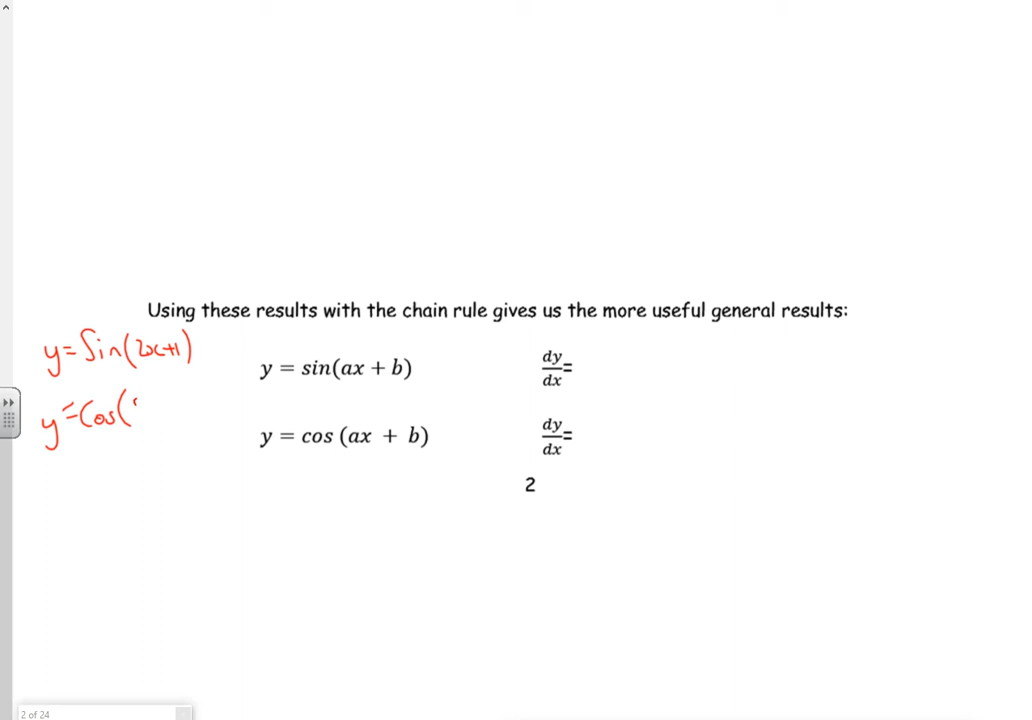 Using these results with the chain rule gives us the more useful general results:
y = Sin(2x+1)
y = sin(ax + b) dy/dx =
y = Cos(
y = cos (ax + b) dy/dx =
2
2 of 24